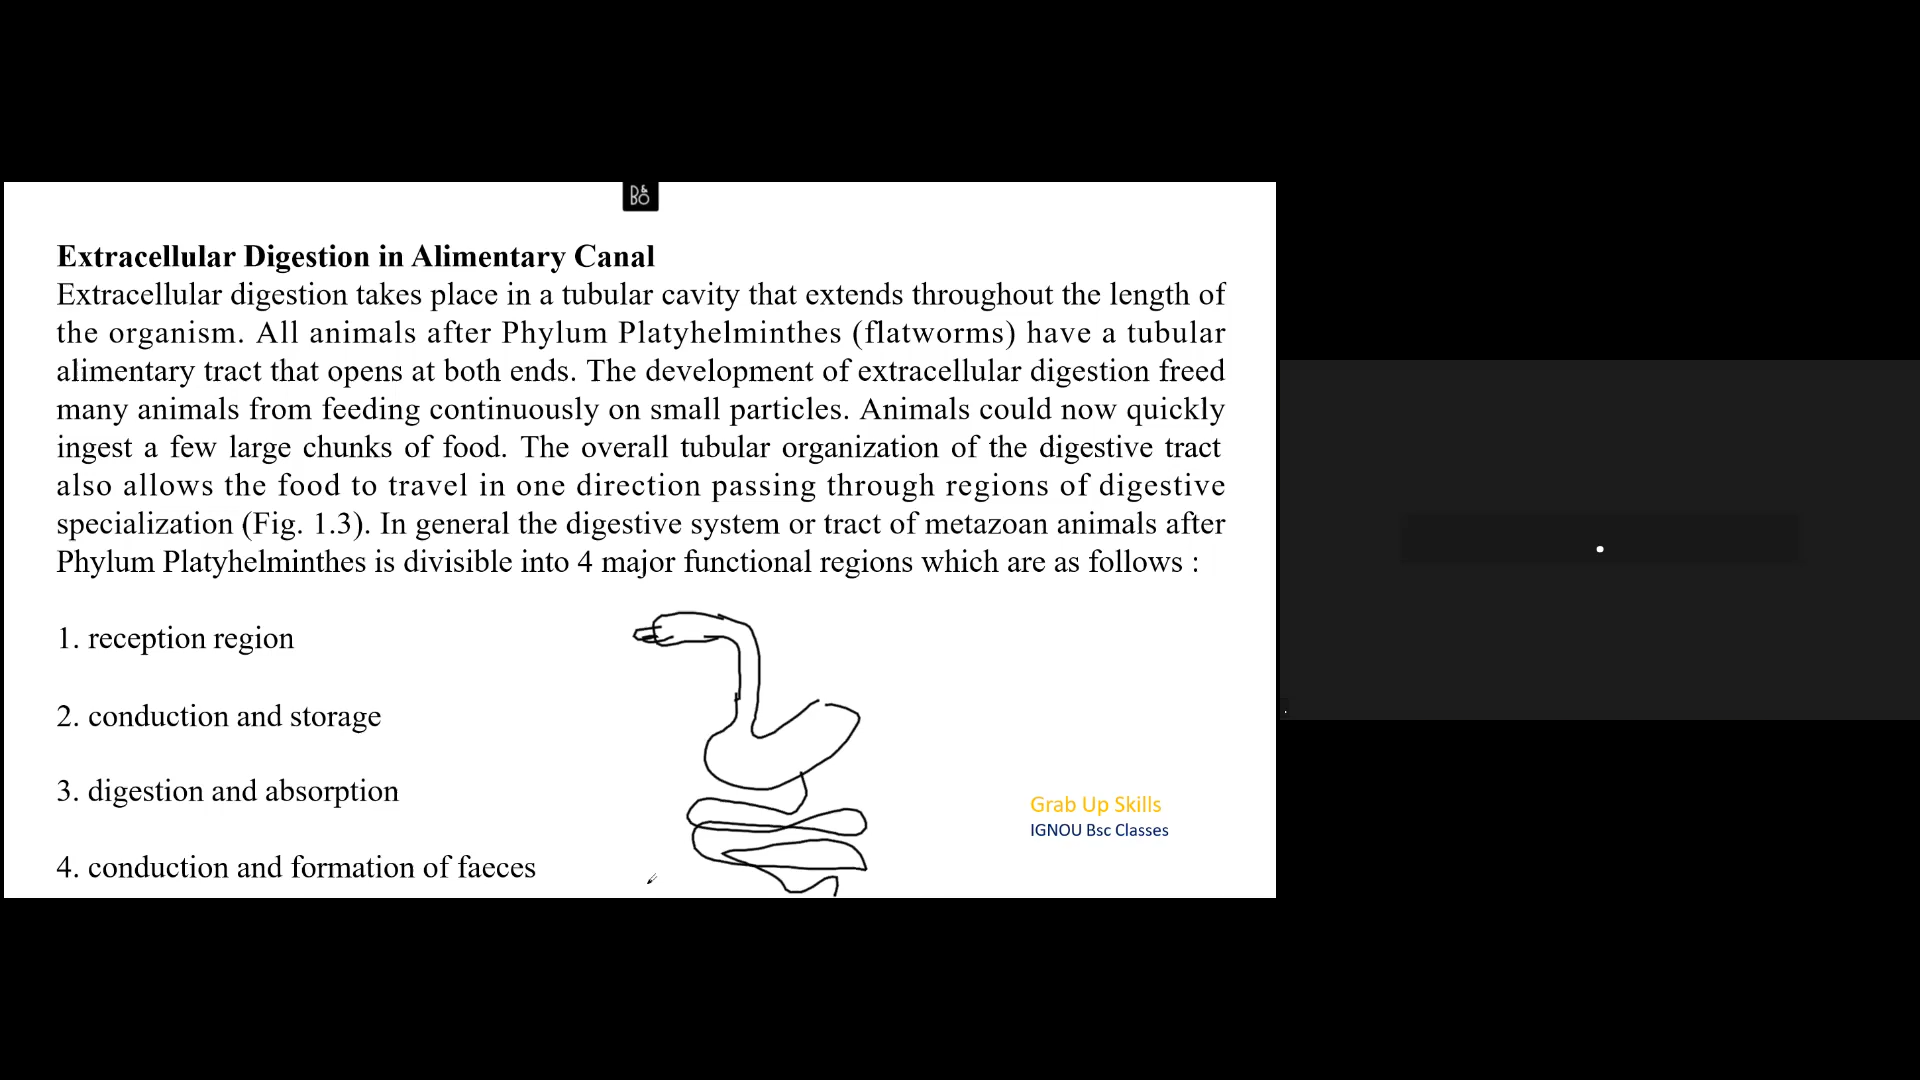 B&O
Extracellular Digestion in Alimentary Canal
Extracellular digestion takes place in a tubular cavity that extends throughout the length of
the organism. All animals after Phylum Platyhelminthes (flatworms) have a tubular
alimentary tract that opens at both ends. The development of extracellular digestion freed
many animals from feeding continuously on small particles. Animals could now quickly
ingest a few large chunks of food. The overall tubular organization of the digestive tract
also allows the food to travel in one direction passing through regions of digestive
specialization (Fig. 1.3). In general the digestive system or tract of metazoan animals after
Phylum Platyhelminthes is divisible into 4 major functional regions which are as follows :
1. reception region
2. conduction and storage
3. digestion and absorption
4. conduction and formation of faeces
Grab Up Skills
IGNOU Bsc Classes